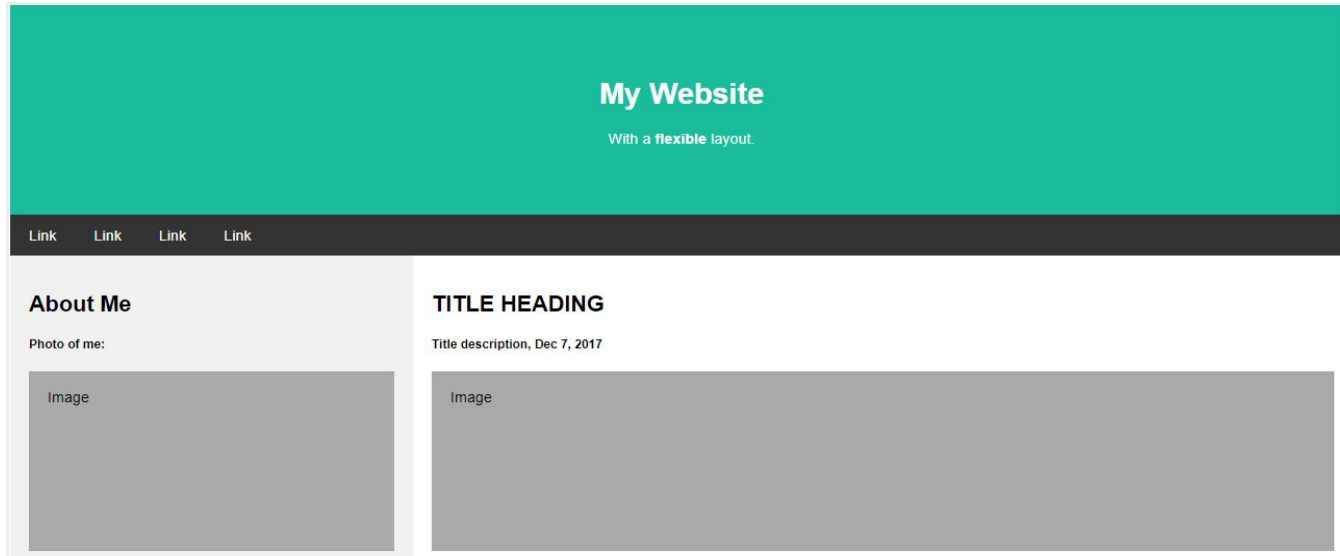 My Website
With a flexible layout.
Link Link Link Link
About Me
Photo of me:
Image
TITLE HEADING
Title description, Dec 7, 2017
Image